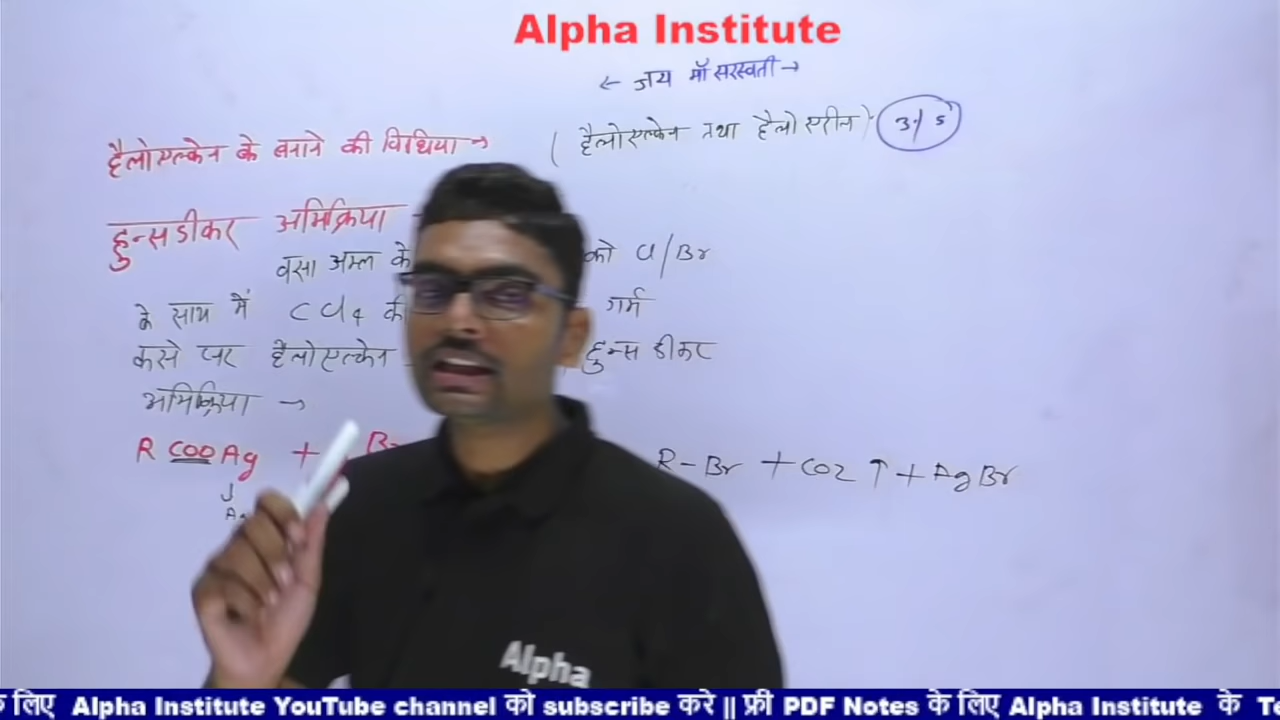 Alpha Institute
← जय माँ सरस्वती →
हैलोएल्केन के बनाने की विधिया → ( हैलोएल्केन तथा हैलोएरीन )
हुन्सडीकर अभिक्रिया
वसा अम्ल के को Cl/Br
के साथ में CCl4 की गर्म
करने पर हैलोएल्केन हुन्सडीकर
अभिक्रिया →
R COO Ag + Br R-Br + CO2 ↑ + AgBr
↓
Alpha
के लिए Alpha Institute YouTube channel को subscribe करे || फ्री PDF Notes के लिए Alpha Institute के Te